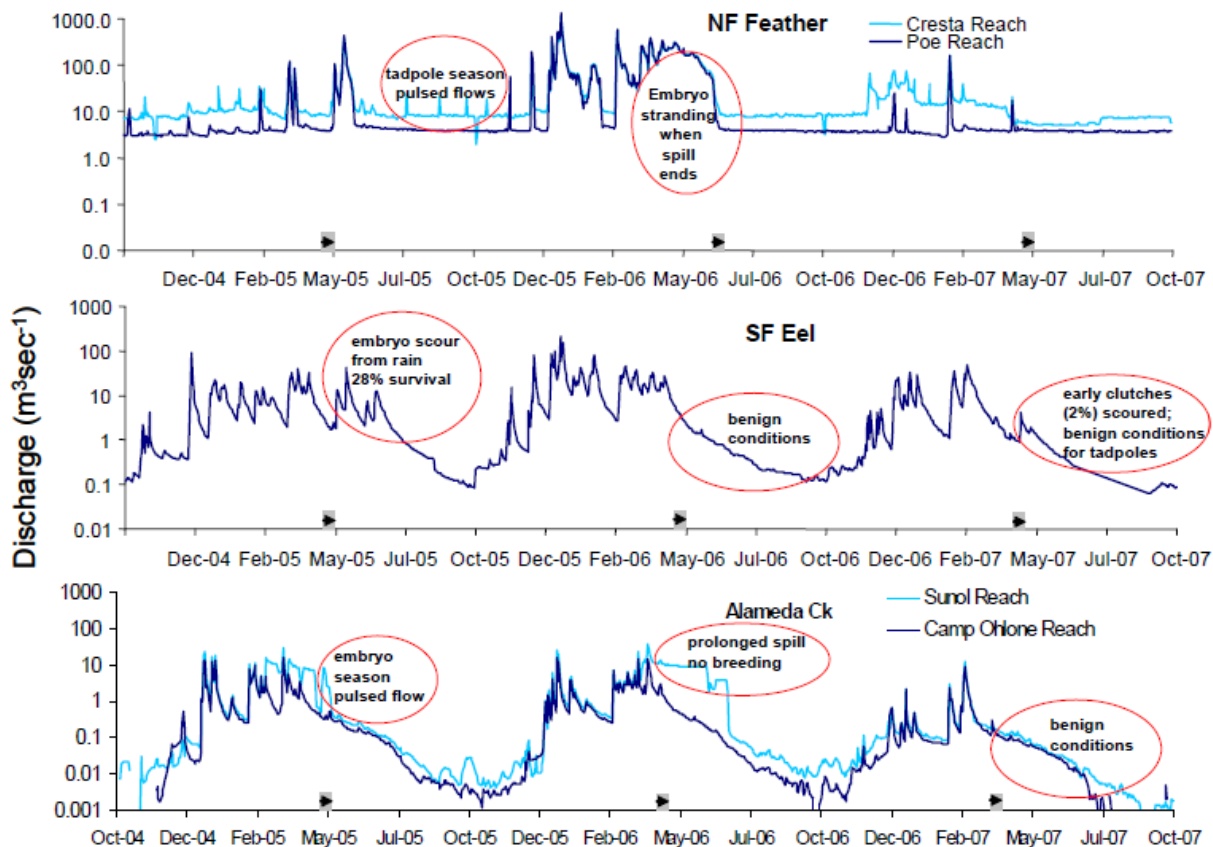 NF Feather
Cresta Reach
Poe Reach
1000.0
100.0
10.0
1.0
0.1
0.0
tadpole season
pulsed flows
Embryo
stranding
when
spill
ends
Dec-04 Feb-05 May-05 Jul-05 Oct-05 Dec-05 Feb-06 May-06 Jul-06 Oct-06 Dec-06 Feb-07 May-07 Jul-07 Oct-07
Discharge (m³sec⁻¹)
SF Eel
1000
100
10
1
0.1
0.01
embryo scour
from rain
28% survival
benign
conditions
early clutches
(2%) scoured;
benign conditions
for tadpoles
Dec-04 Feb-05 May-05 Jul-05 Oct-05 Dec-05 Feb-06 May-06 Jul-06 Oct-06 Dec-06 Feb-07 May-07 Jul-07 Oct-07
Alameda Ck
Sunol Reach
Camp Ohlone Reach
1000
100
10
1
0.1
0.01
0.001
embryo
season
pulsed flow
prolonged spill
no breeding
benign
conditions
Oct-04 Dec-04 Feb-05 May-05 Jul-05 Oct-05 Dec-05 Feb-06 May-06 Jul-06 Oct-06 Dec-06 Feb-07 May-07 Jul-07 Oct-07